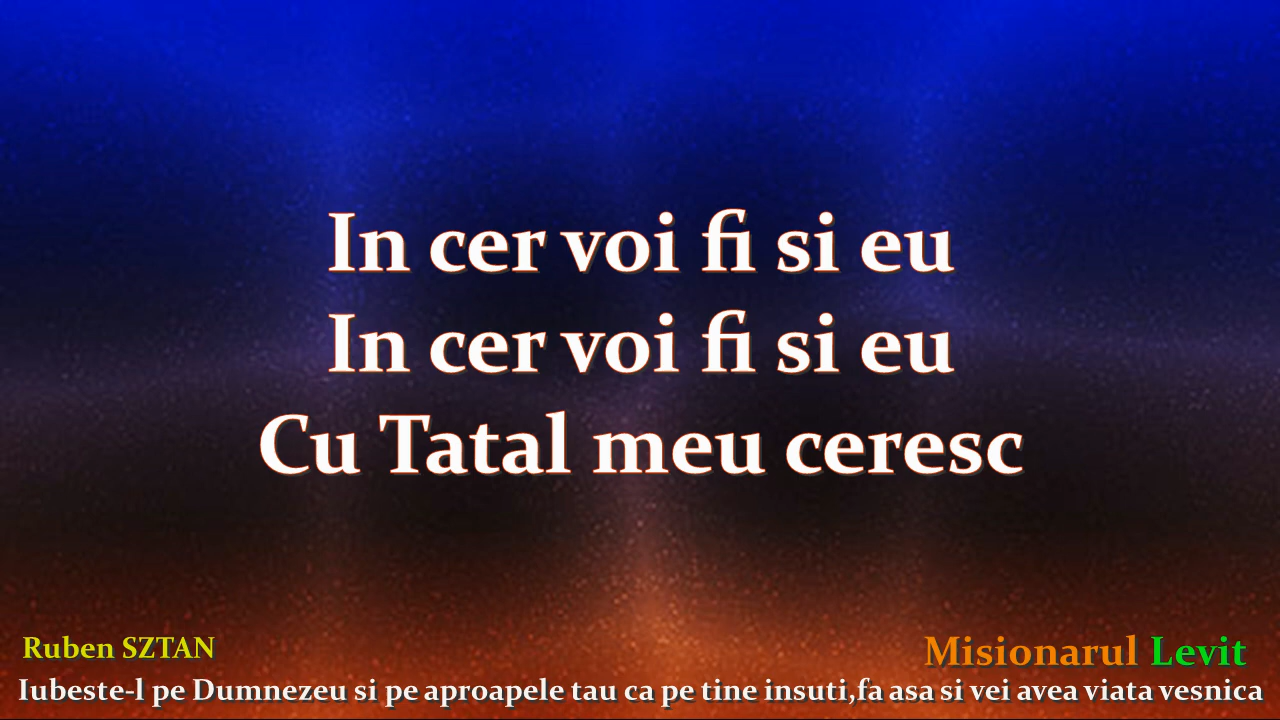 In cer voi fi si eu
In cer voi fi si eu
Cu Tatal meu ceresc
Ruben SZTAN
Misionarul Levit
Iubeste-l pe Dumnezeu si pe aproapele tau ca pe tine insuti,fa asa si vei avea viata vesnica